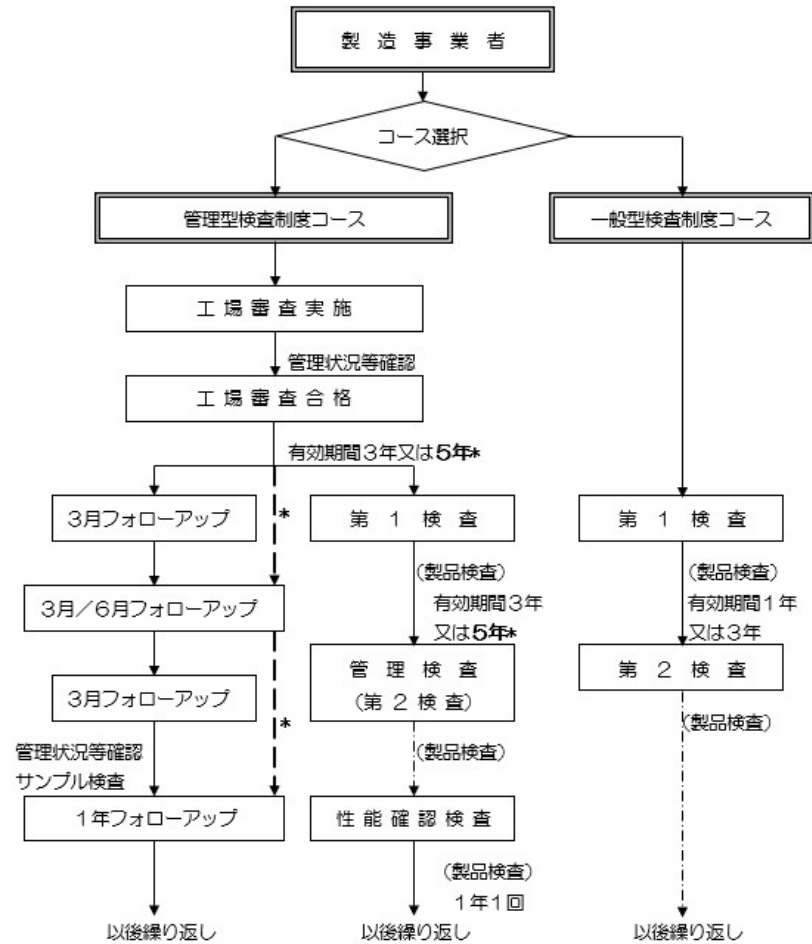 製 造 事 業 者
コース選択
管理型検査制度コース
一般型検査制度コース
工 場 審 査 実 施
管理状況等確認
工 場 審 査 合 格
有効期間3年又は5年*
3月フォローアップ
*
第 1 検 査
第 1 検 査
(製品検査)
有効期間3年
又は5年*
(製品検査)
有効期間1年
又は3年
3月/6月フォローアップ
管 理 検 査
(第 2 検 査)
第 2 検 査
3月フォローアップ
*
管理状況等確認
サンプル検査
(製品検査)
(製品検査)
1年フォローアップ
性 能 確 認 検 査
(製品検査)
1年1回
以後繰り返し
以後繰り返し
以後繰り返し